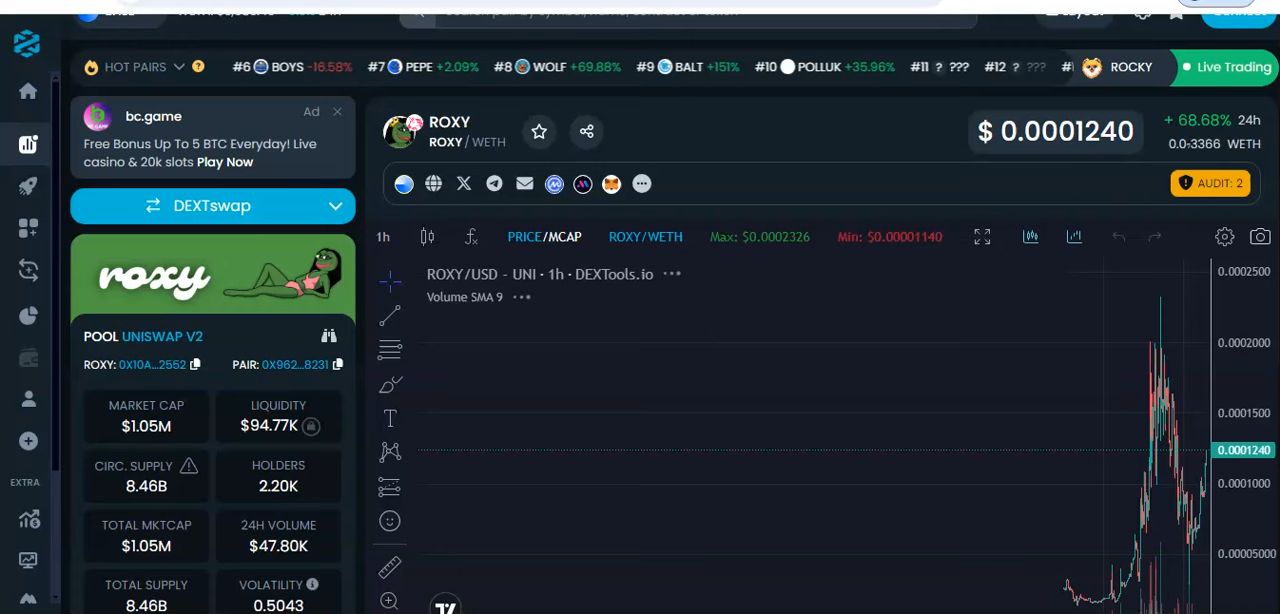 HOT PAIRS ? #6 BOYS -16.58% #7 PEPE +2.09% #8 WOLF +69.88% #9 BALT +151% #10 POLLUK +35.96% #11 ? ??? #12 ? ??? ROCKY Live Trading
bc.game Ad
Free Bonus Up To 5 BTC Everyday! Live
casino & 20k slots Play Now
DEXTswap
roxy
POOL UNISWAP V2
ROXY: 0X10A...2552 PAIR: 0X962...8231
MARKET CAP
$1.05M
LIQUIDITY
$94.77K
CIRC. SUPPLY
8.46B
HOLDERS
2.20K
TOTAL MKTCAP
$1.05M
24H VOLUME
$47.80K
TOTAL SUPPLY
8.46B
VOLATILITY
0.5043
EXTRA
ROXY
ROXY / WETH
$ 0.0001240
+ 68.68% 24h
0.0₇3366 WETH
AUDIT: 2
1h PRICE/MCAP ROXY/WETH Max: $0.0002326 Min: $0.00001140
ROXY/USD - UNI · 1h · DEXTools.io
Volume SMA 9
0.0002500
0.0002000
0.0001500
0.0001240
0.0001000
0.00005000